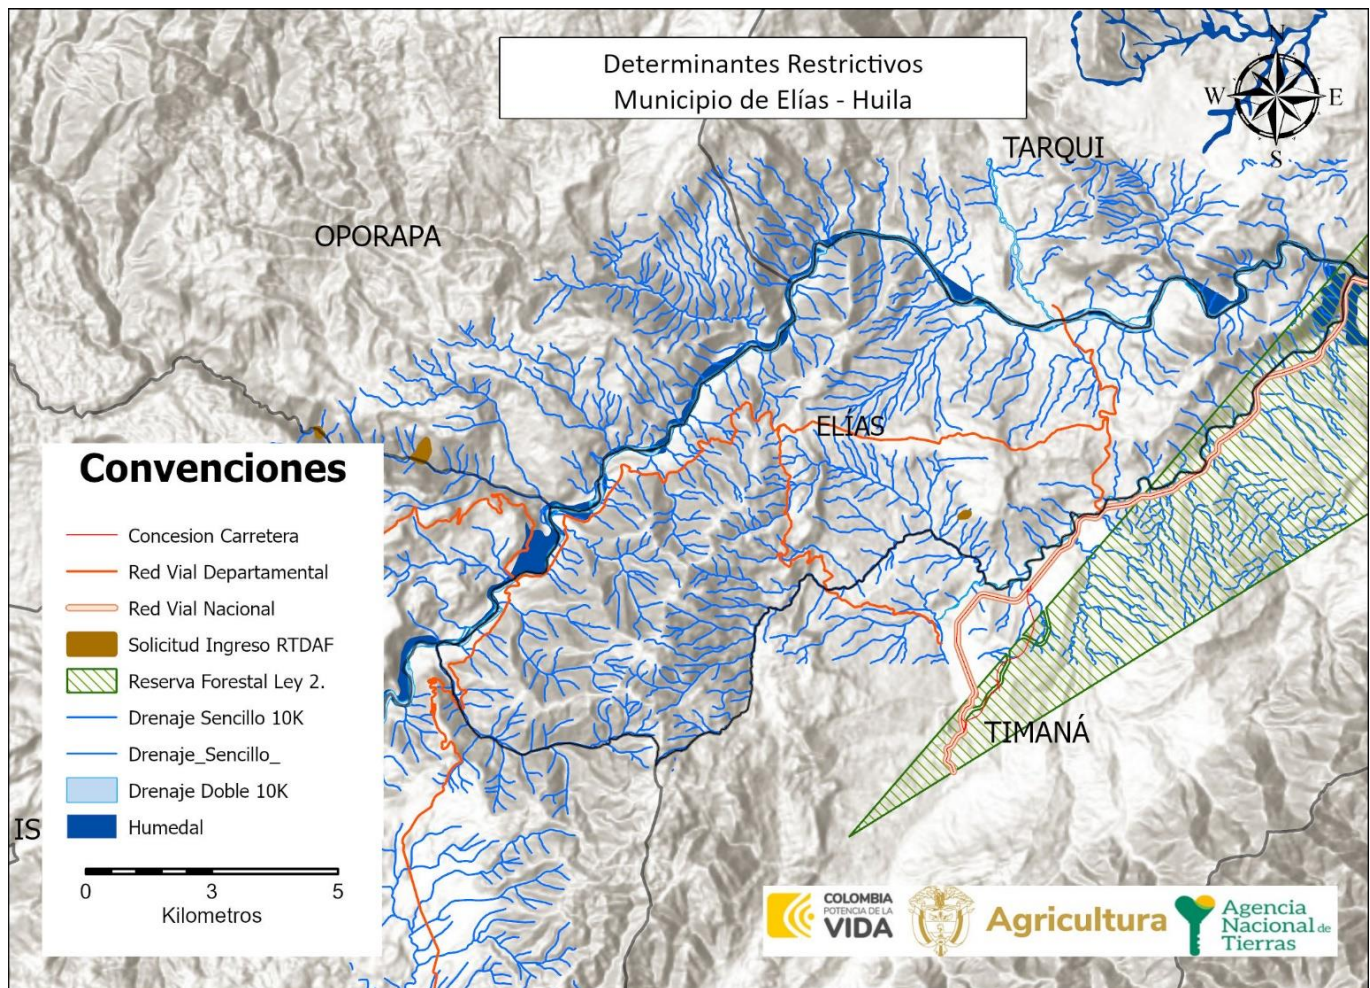 Determinantes Restrictivos
Municipio de Elías - Huila
N
W
E
S
TARQUI
OPORAPA
ELÍAS
TIMANÁ
IS
Convenciones
Concesion Carretera
Red Vial Departamental
Red Vial Nacional
Solicitud Ingreso RTDAF
Reserva Forestal Ley 2.
Drenaje Sencillo 10K
Drenaje_Sencillo_
Drenaje Doble 10K
Humedal
0 3 5
Kilometros
COLOMBIA
POTENCIA DE LA
VIDA
Agricultura
Agencia
Nacional de
Tierras